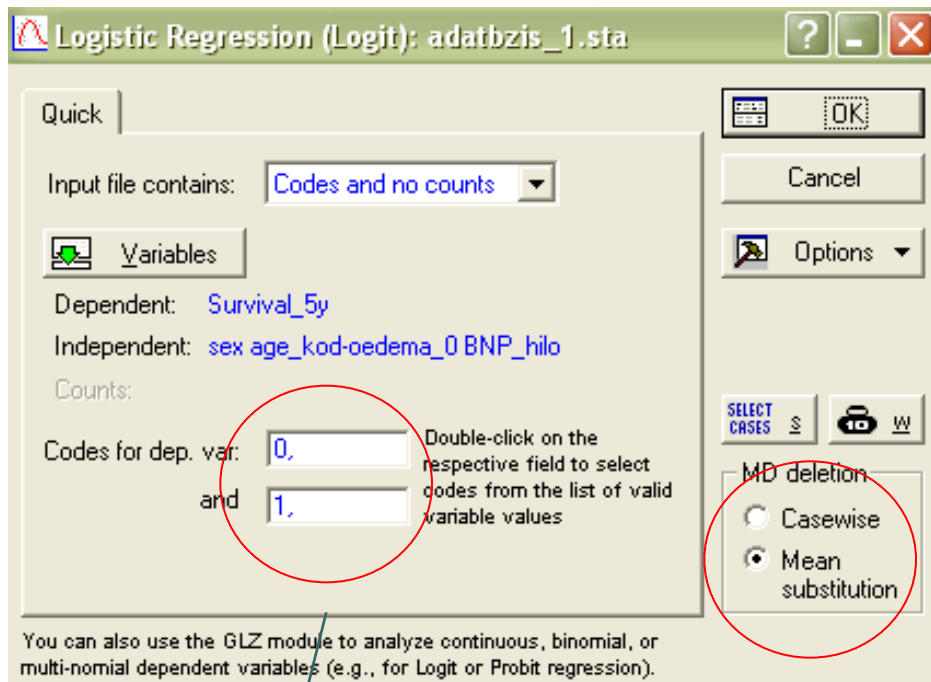 Logistic Regression (Logit): adatbzis_1.sta
Quick
OK
Input file contains: Codes and no counts
Cancel
Variables
Options
Dependent: Survival_5y
Independent: sex age_kod-oedema_0 BNP_hilo
Counts:
SELECT CASES S
W
Codes for dep. var: 0,
and 1,
Double-click on the
respective field to select
codes from the list of valid
variable values
MD deletion
Casewise
Mean
substitution
You can also use the GLZ module to analyze continuous, binomial, or
multi-nomial dependent variables (e.g., for Logit or Probit regression).